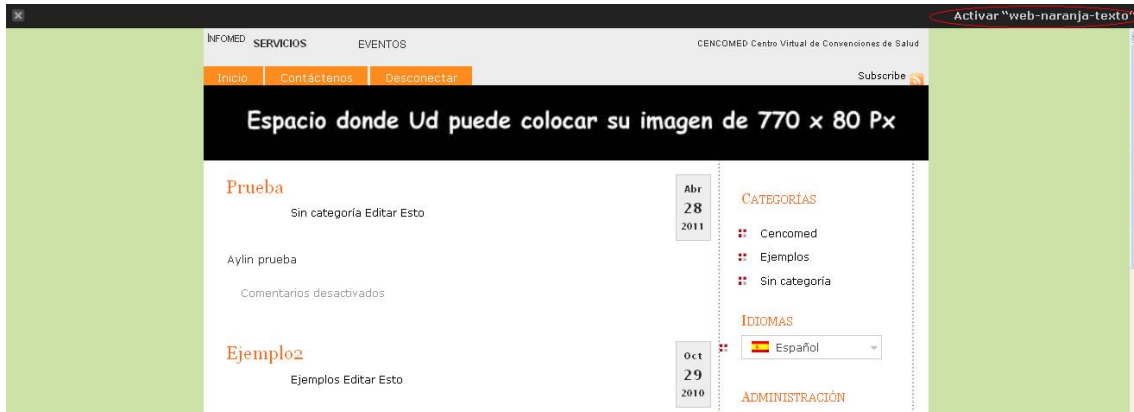 Activar “web-naranja-texto”
INFOMED SERVICIOS EVENTOS
CENCOMED Centro Virtual de Convenciones de Salud
Inicio Contáctenos Desconectar
Subscribe
Espacio donde Ud puede colocar su imagen de 770 x 80 Px
Prueba
Sin categoría Editar Esto
Abr
28
2011
Aylin prueba
Comentarios desactivados
Ejemplo2
Ejemplos Editar Esto
Oct
29
2010
Categorías
Cencomed
Ejemplos
Sin categoría
Idiomas
Español
Administración